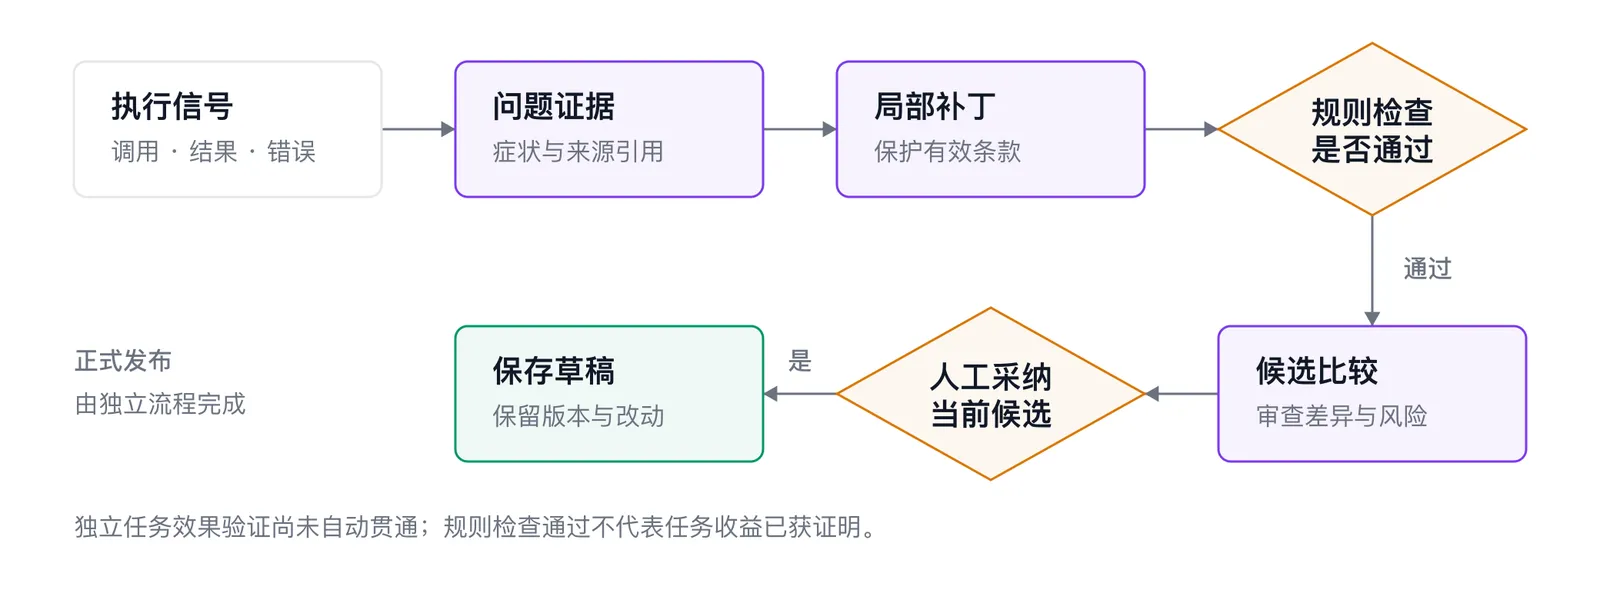 执行信号
调用 · 结果 · 错误
问题证据
症状与来源引用
局部补丁
保护有效条款
规则检查
是否通过
通过
正式发布
由独立流程完成
保存草稿
保留版本与改动
是
人工采纳
当前候选
候选比较
审查差异与风险
独立任务效果验证尚未自动贯通；规则检查通过不代表任务收益已获证明。